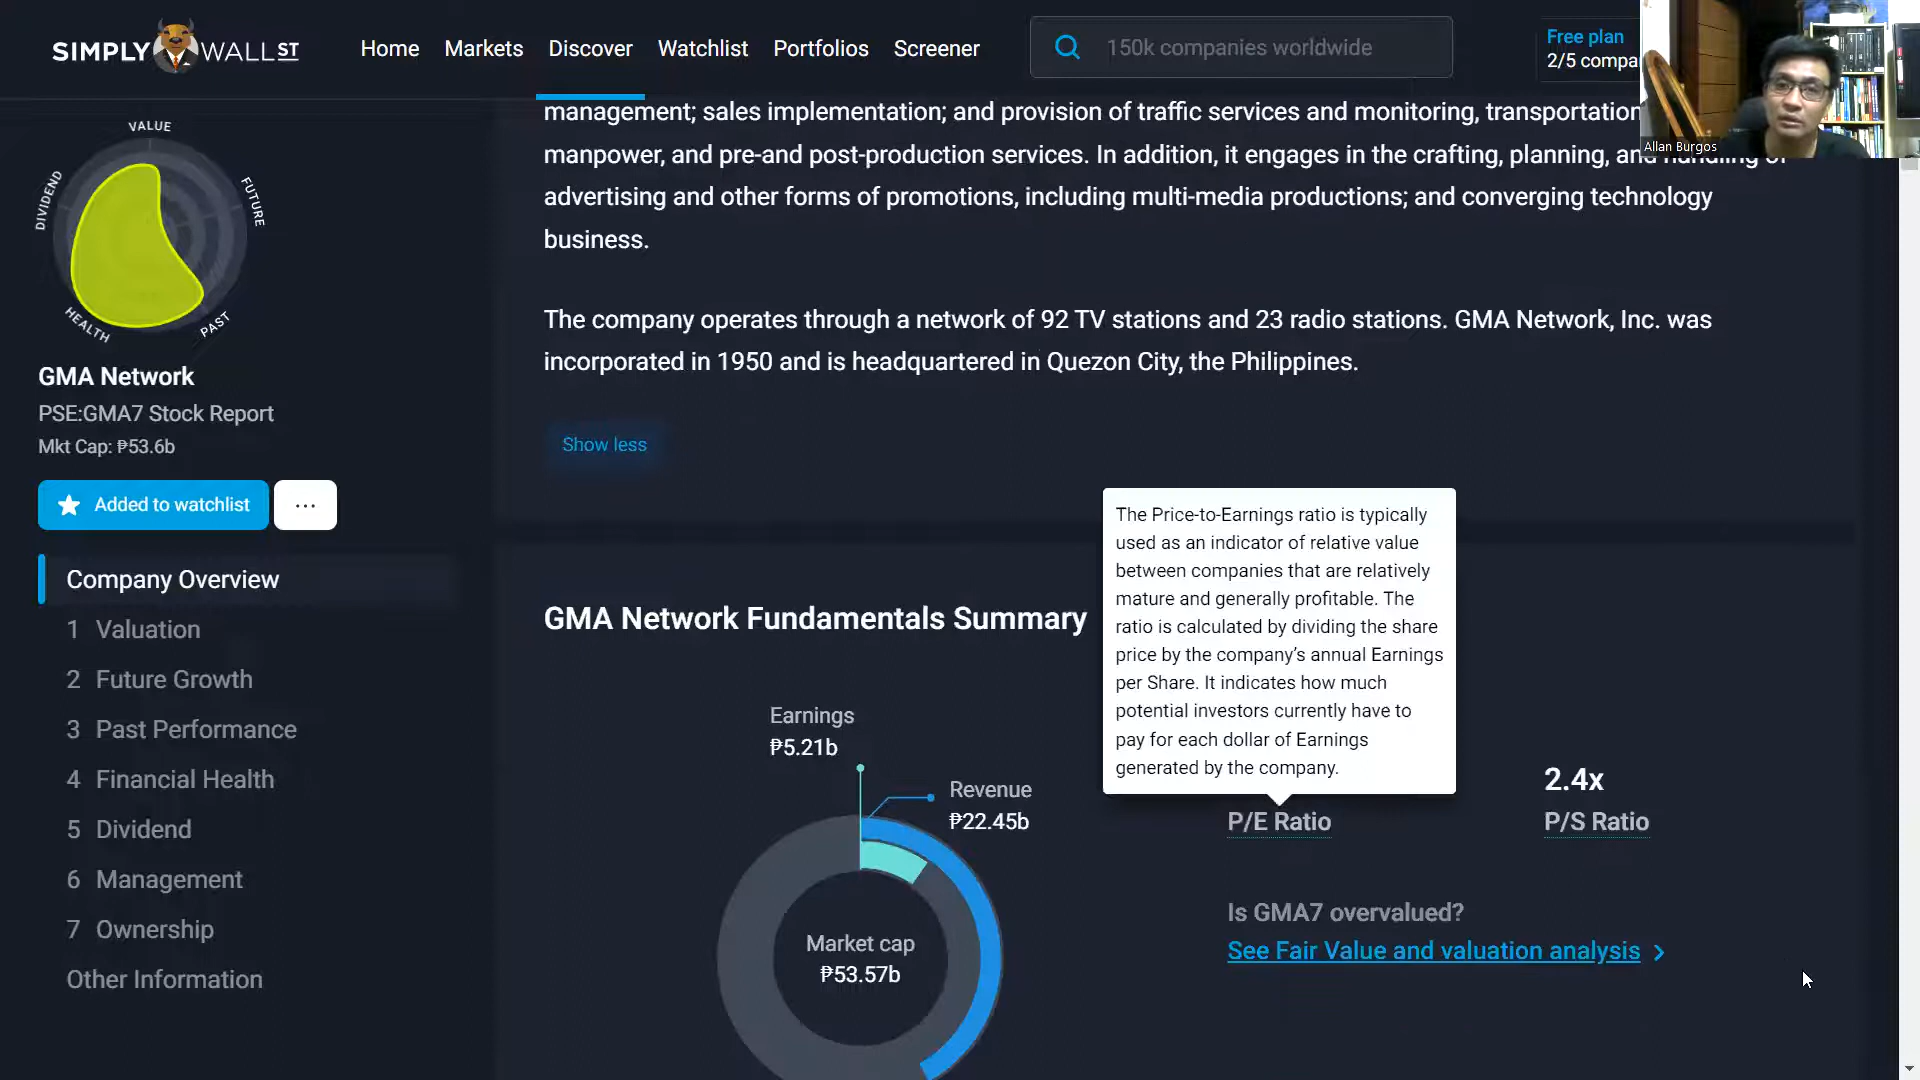 SIMPLY WALL ST
Home Markets Discover Watchlist Portfolios Screener
150k companies worldwide
Free plan
2/5 compa
Allan Burgos
management; sales implementation; and provision of traffic services and monitoring, transportation
manpower, and pre-and post-production services. In addition, it engages in the crafting, planning, and handling of
advertising and other forms of promotions, including multi-media productions; and converging technology
business.
The company operates through a network of 92 TV stations and 23 radio stations. GMA Network, Inc. was
incorporated in 1950 and is headquartered in Quezon City, the Philippines.
Show less
VALUE
FUTURE
PAST
HEALTH
DIVIDEND
GMA Network
PSE:GMA7 Stock Report
Mkt Cap: ₱53.6b
Added to watchlist
...
Company Overview
1 Valuation
2 Future Growth
3 Past Performance
4 Financial Health
5 Dividend
6 Management
7 Ownership
Other Information
GMA Network Fundamentals Summary
Earnings
₱5.21b
Revenue
₱22.45b
Market cap
₱53.57b
The Price-to-Earnings ratio is typically
used as an indicator of relative value
between companies that are relatively
mature and generally profitable. The
ratio is calculated by dividing the share
price by the company's annual Earnings
per Share. It indicates how much
potential investors currently have to
pay for each dollar of Earnings
generated by the company.
P/E Ratio
2.4x
P/S Ratio
Is GMA7 overvalued?
See Fair Value and valuation analysis